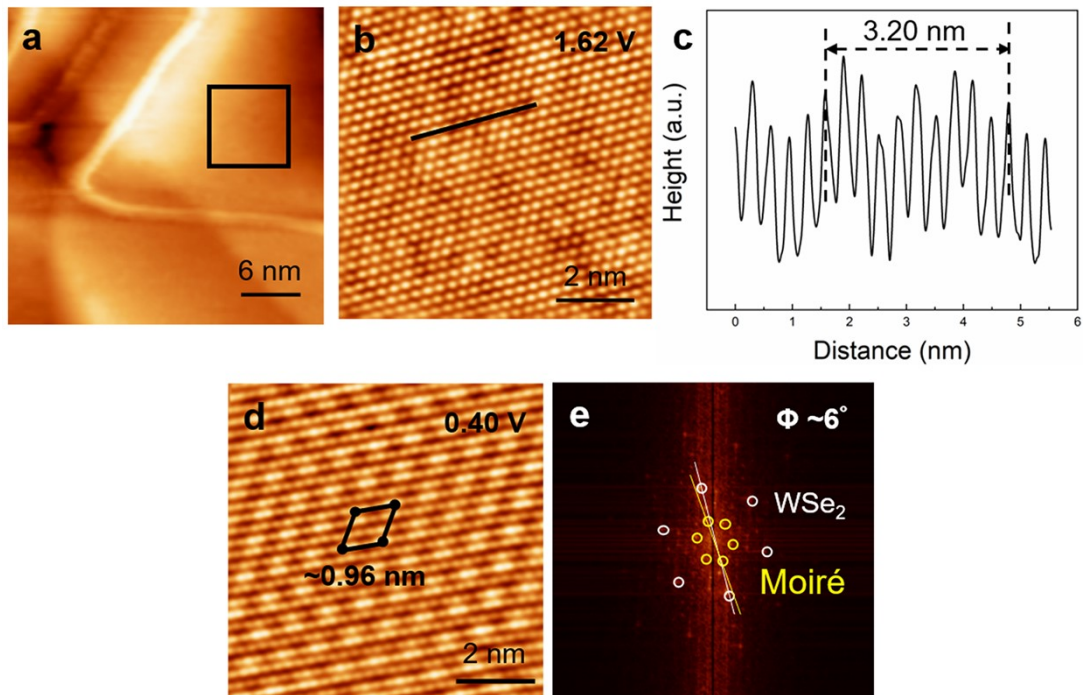 a
6 nm
b
1.62 V
2 nm
c
3.20 nm
Height (a.u.)
0 1 2 3 4 5 6
Distance (nm)
d
0.40 V
~0.96 nm
2 nm
e
Φ ~6°
WSe₂
Moiré